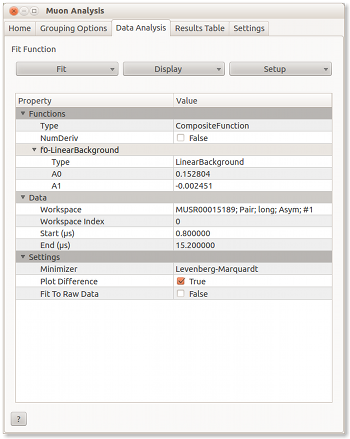 Muon Analysis
Home Grouping Options Data Analysis Results Table Settings
Fit Function
Fit Display Setup
Property Value
Functions
Type CompositeFunction
NumDeriv False
f0-LinearBackground
Type LinearBackground
A0 0.152804
A1 -0.002451
Data
Workspace MUSR00015189; Pair; long; Asym; #1
Workspace Index 0
Start (µs) 0.800000
End (µs) 15.200000
Settings
Minimizer Levenberg-Marquardt
Plot Difference True
Fit To Raw Data False
?